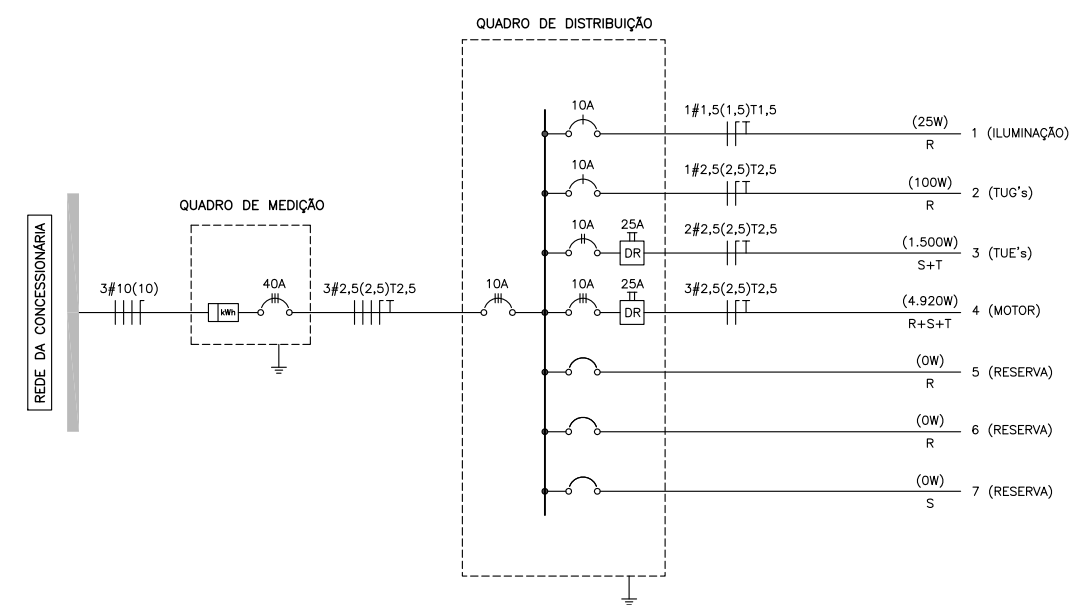 QUADRO DE DISTRIBUIÇÃO
10A
1#1,5(1,5)T1,5
(25W)
R
1 (ILUMINAÇÃO)
10A
1#2,5(2,5)T2,5
(100W)
R
2 (TUG's)
QUADRO DE MEDIÇÃO
10A
25A
DR
2#2,5(2,5)T2,5
(1.500W)
S+T
3 (TUE's)
REDE DA CONCESSIONÁRIA
3#10(10)
kWh
40A
3#2,5(2,5)T2,5
10A
10A
25A
DR
3#2,5(2,5)T2,5
(4.920W)
R+S+T
4 (MOTOR)
(0W)
R
5 (RESERVA)
(0W)
R
6 (RESERVA)
(0W)
S
7 (RESERVA)